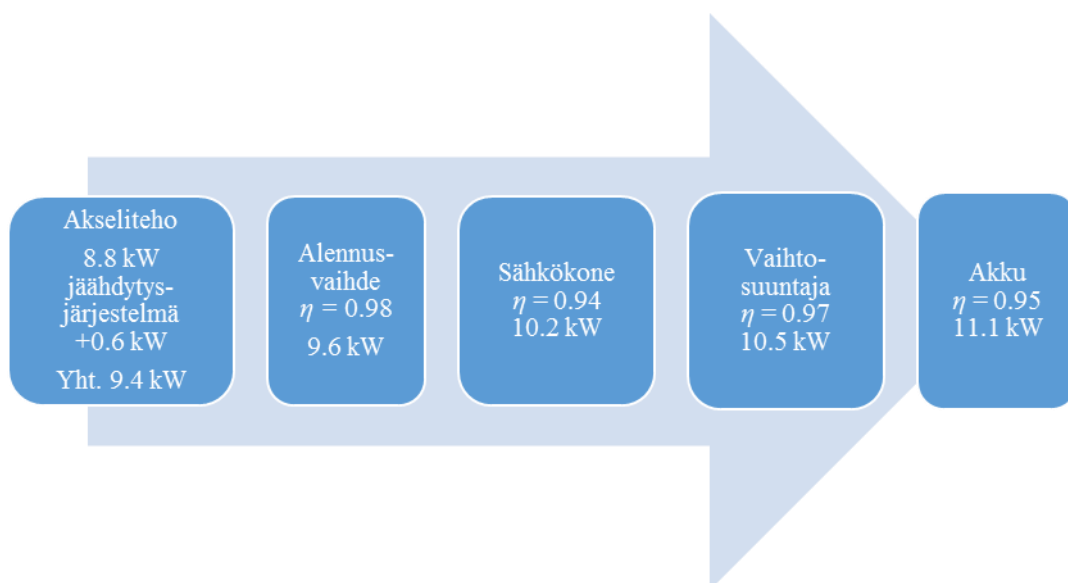 Akseliteho
8.8 kW
jäähdytys-
järjestelmä
+0.6 kW
Yht. 9.4 kW
Alennus-
vaihde
η = 0.98
9.6 kW
Sähkökone
η = 0.94
10.2 kW
Vaihto-
suuntaja
η = 0.97
10.5 kW
Akku
η = 0.95
11.1 kW